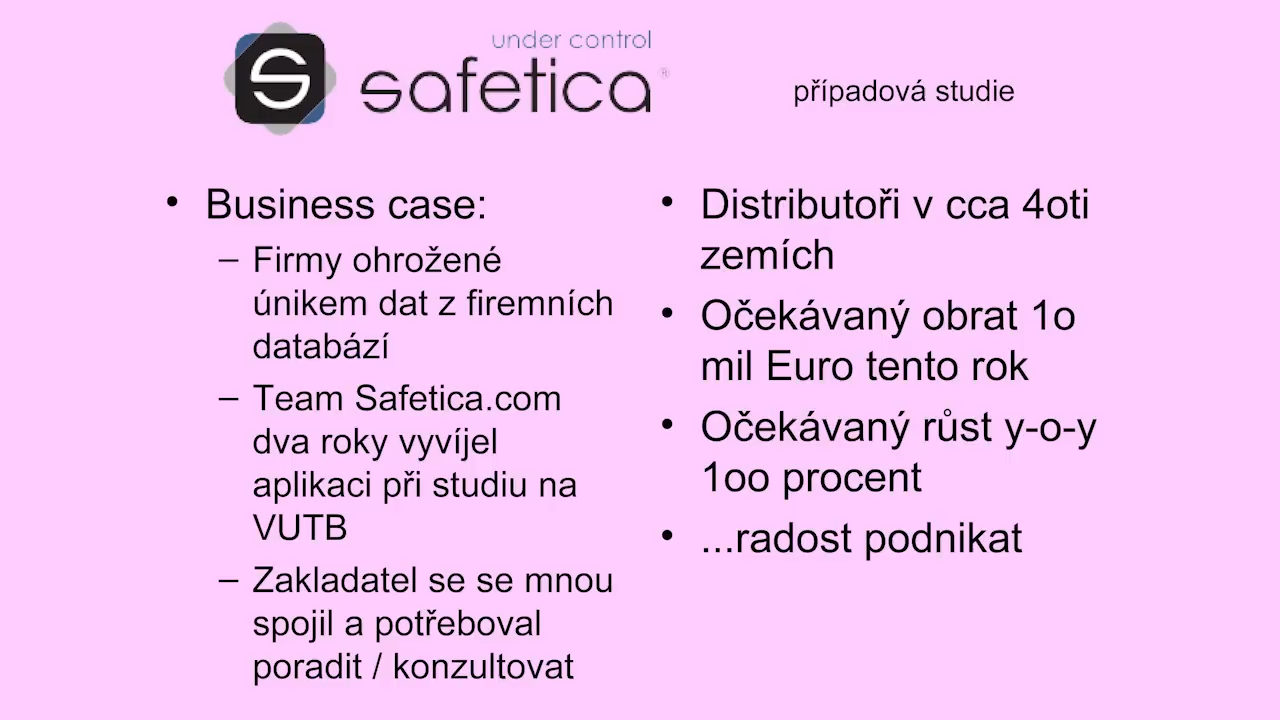 under control
safetica®
případová studie
• Business case:
– Firmy ohrožené
únikem dat z firemních
databází
– Team Safetica.com
dva roky vyvíjel
aplikaci při studiu na
VUTB
– Zakladatel se se mnou
spojil a potřeboval
poradit / konzultovat
• Distributoři v cca 4oti
zemích
• Očekávaný obrat 1o
mil Euro tento rok
• Očekávaný růst y-o-y
1oo procent
• ...radost podnikat